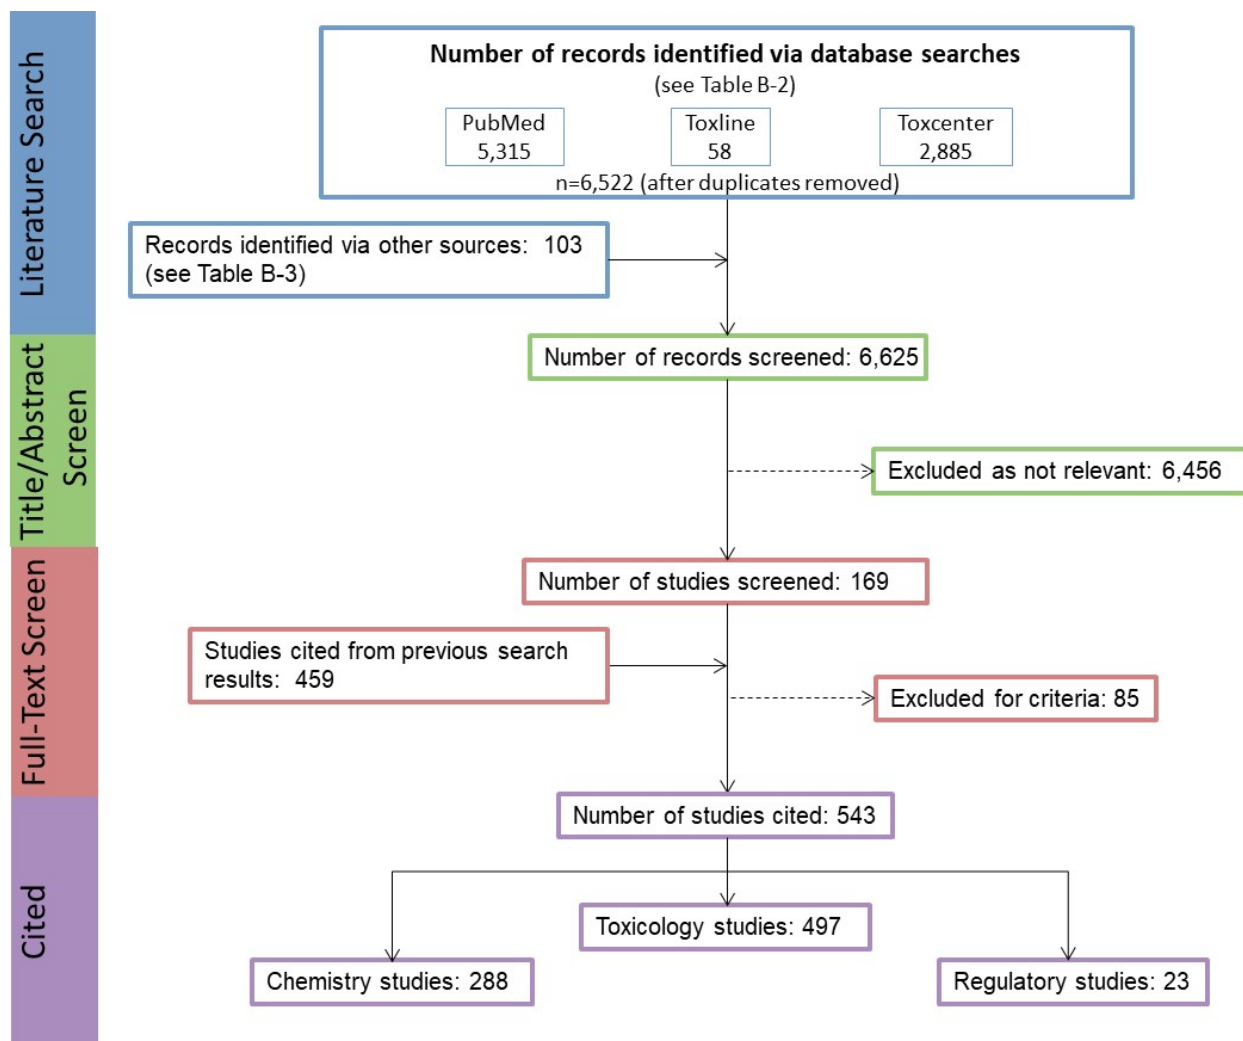 Literature Search
Number of records identified via database searches
(see Table B-2)
PubMed
5,315
Toxline
58
Toxcenter
2,885
n=6,522 (after duplicates removed)
Records identified via other sources: 103
(see Table B-3)
Title/Abstract
Screen
Number of records screened: 6,625
Excluded as not relevant: 6,456
Full-Text Screen
Number of studies screened: 169
Studies cited from previous search
results: 459
Excluded for criteria: 85
Cited
Number of studies cited: 543
Toxicology studies: 497
Chemistry studies: 288
Regulatory studies: 23